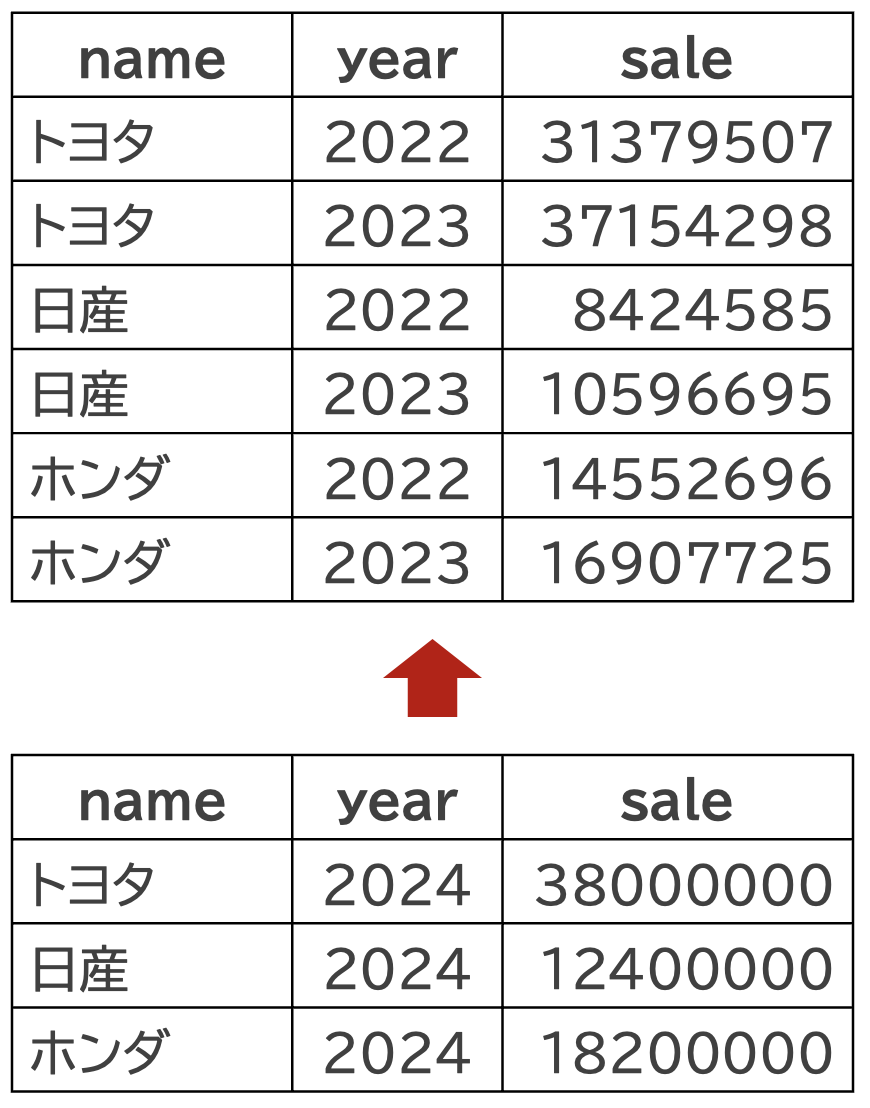 name year sale
トヨタ 2022 31379507
トヨタ 2023 37154298
日産 2022 8424585
日産 2023 10596695
ホンダ 2022 14552696
ホンダ 2023 16907725
name year sale
トヨタ 2024 38000000
日産 2024 12400000
ホンダ 2024 18200000